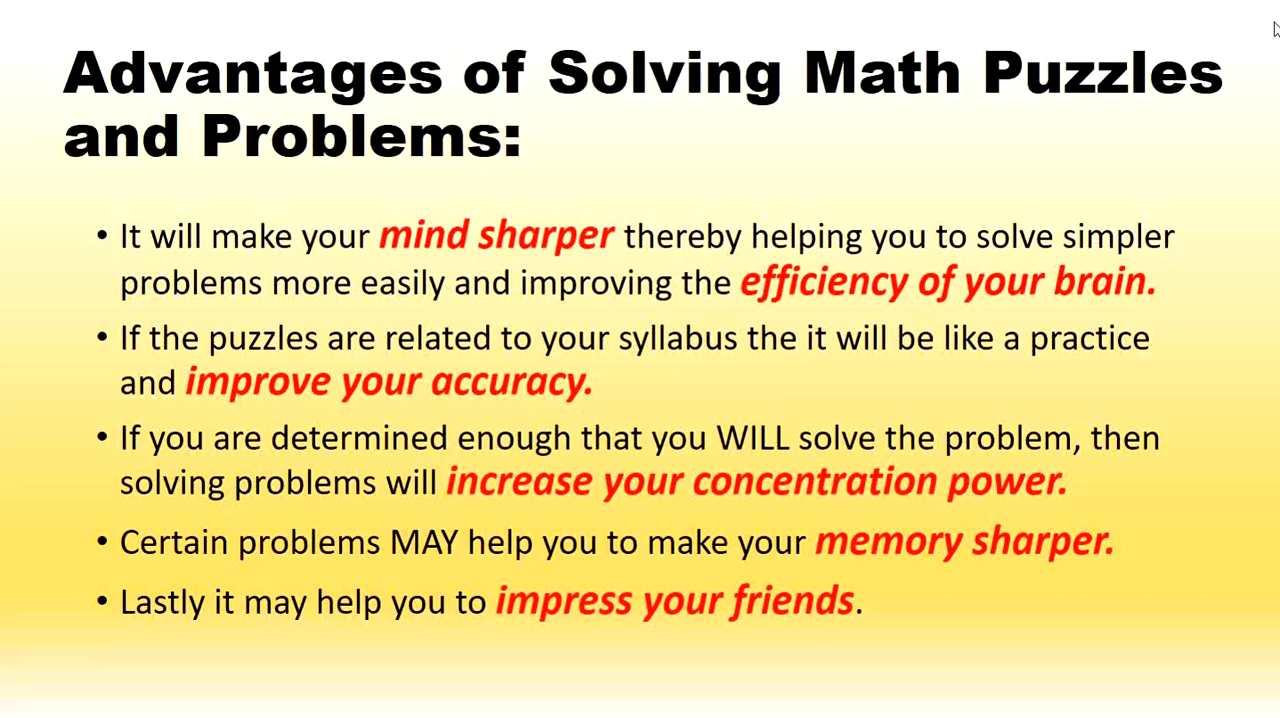 Advantages of Solving Math Puzzles
and Problems:
• It will make your mind sharper thereby helping you to solve simpler
problems more easily and improving the efficiency of your brain.
• If the puzzles are related to your syllabus the it will be like a practice
and improve your accuracy.
• If you are determined enough that you WILL solve the problem, then
solving problems will increase your concentration power.
• Certain problems MAY help you to make your memory sharper.
• Lastly it may help you to impress your friends.